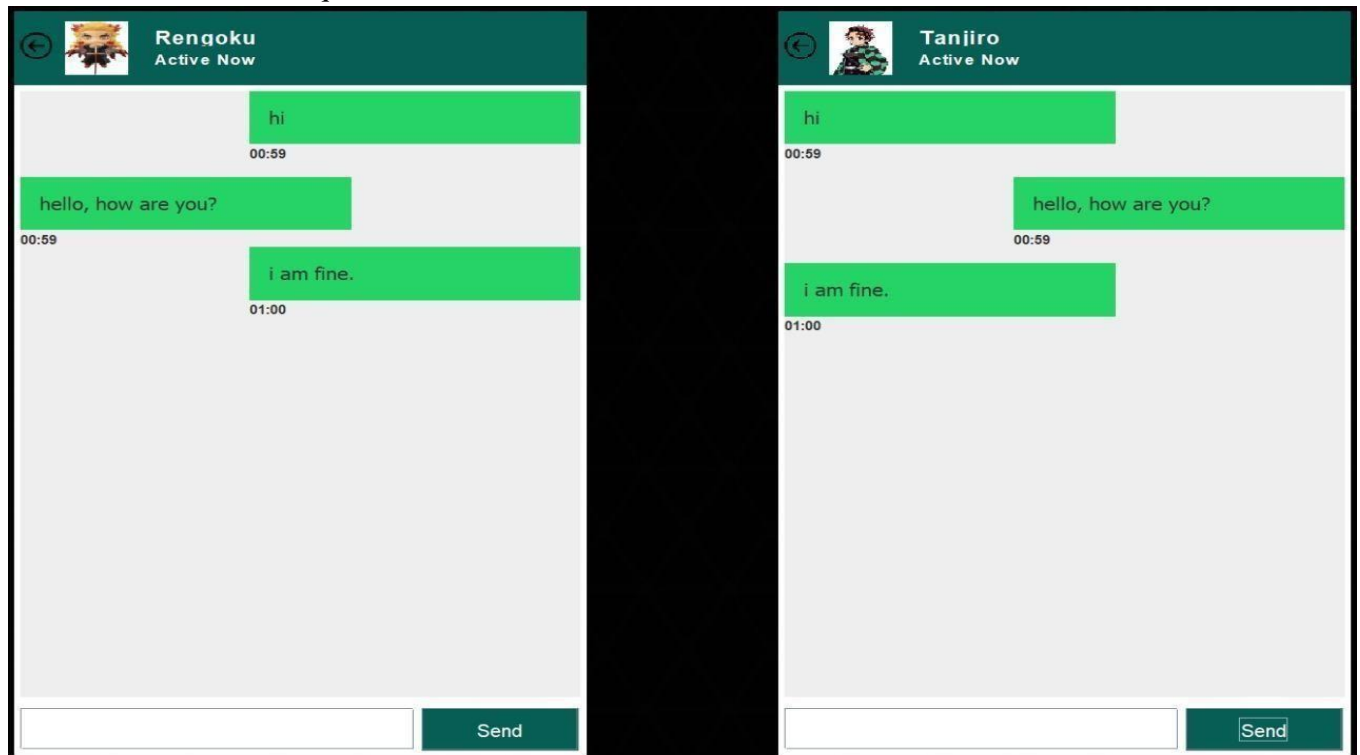 Rengoku
Active Now
hi
00:59
hello, how are you?
00:59
i am fine.
01:00
Send
Tanjiro
Active Now
hi
00:59
hello, how are you?
00:59
i am fine.
01:00
Send